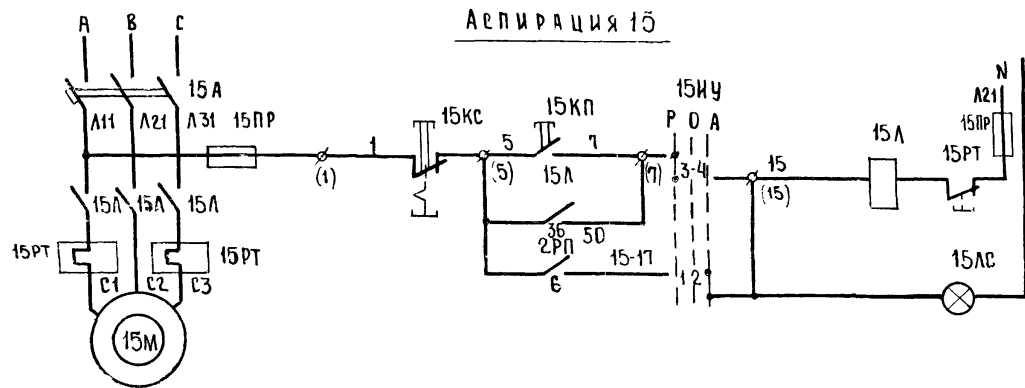 Аспирация 15
А В С
N
15А
15КС
15КП
15ИУ
Р О А
Л21
Л11 Л21 Л31
15ПР
15Л
15ПР
15РТ
1
5
7
(1)
(5)
15Л
(7)
3-4
15
(15)
15Л 15Л 15Л
36
50
15РТ
15РТ
2РП
15-17
6
1 2
15ЛС
С1 С2 С3
15М